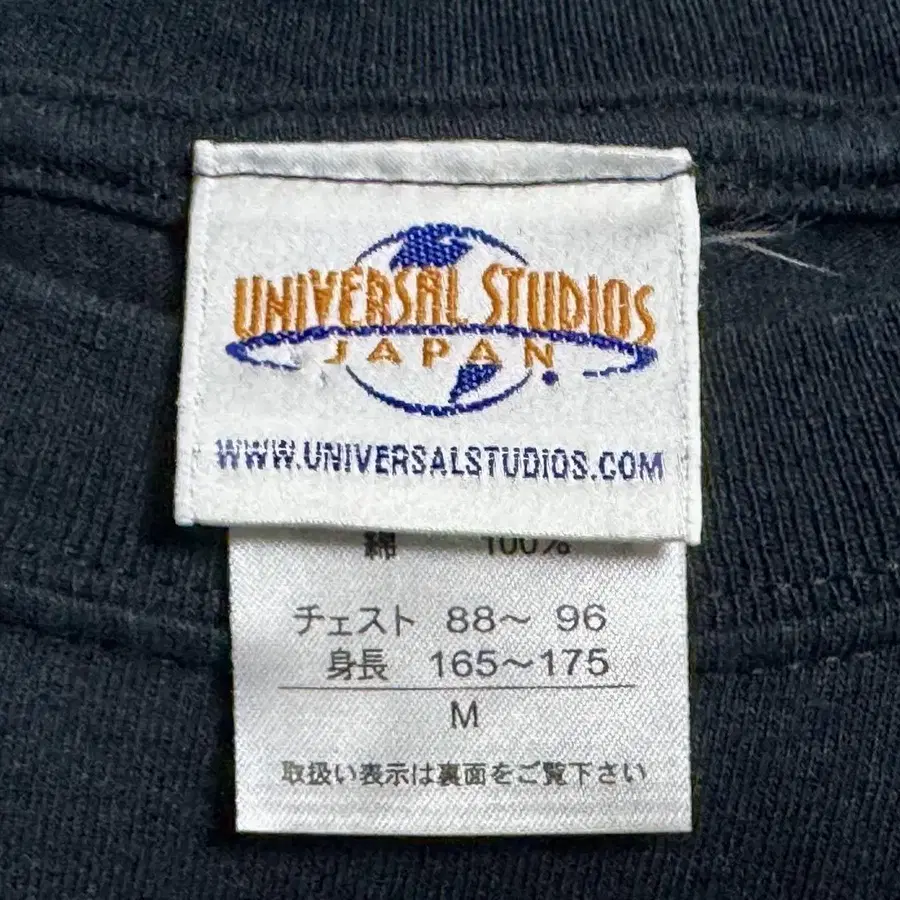 UNIVERSAL STUDIOS
JAPAN
WWW.UNIVERSALSTUDIOS.COM
綿 100%
チェスト 88〜 96
身長 165〜175
M
取扱い表示は裏面をご覧下さい